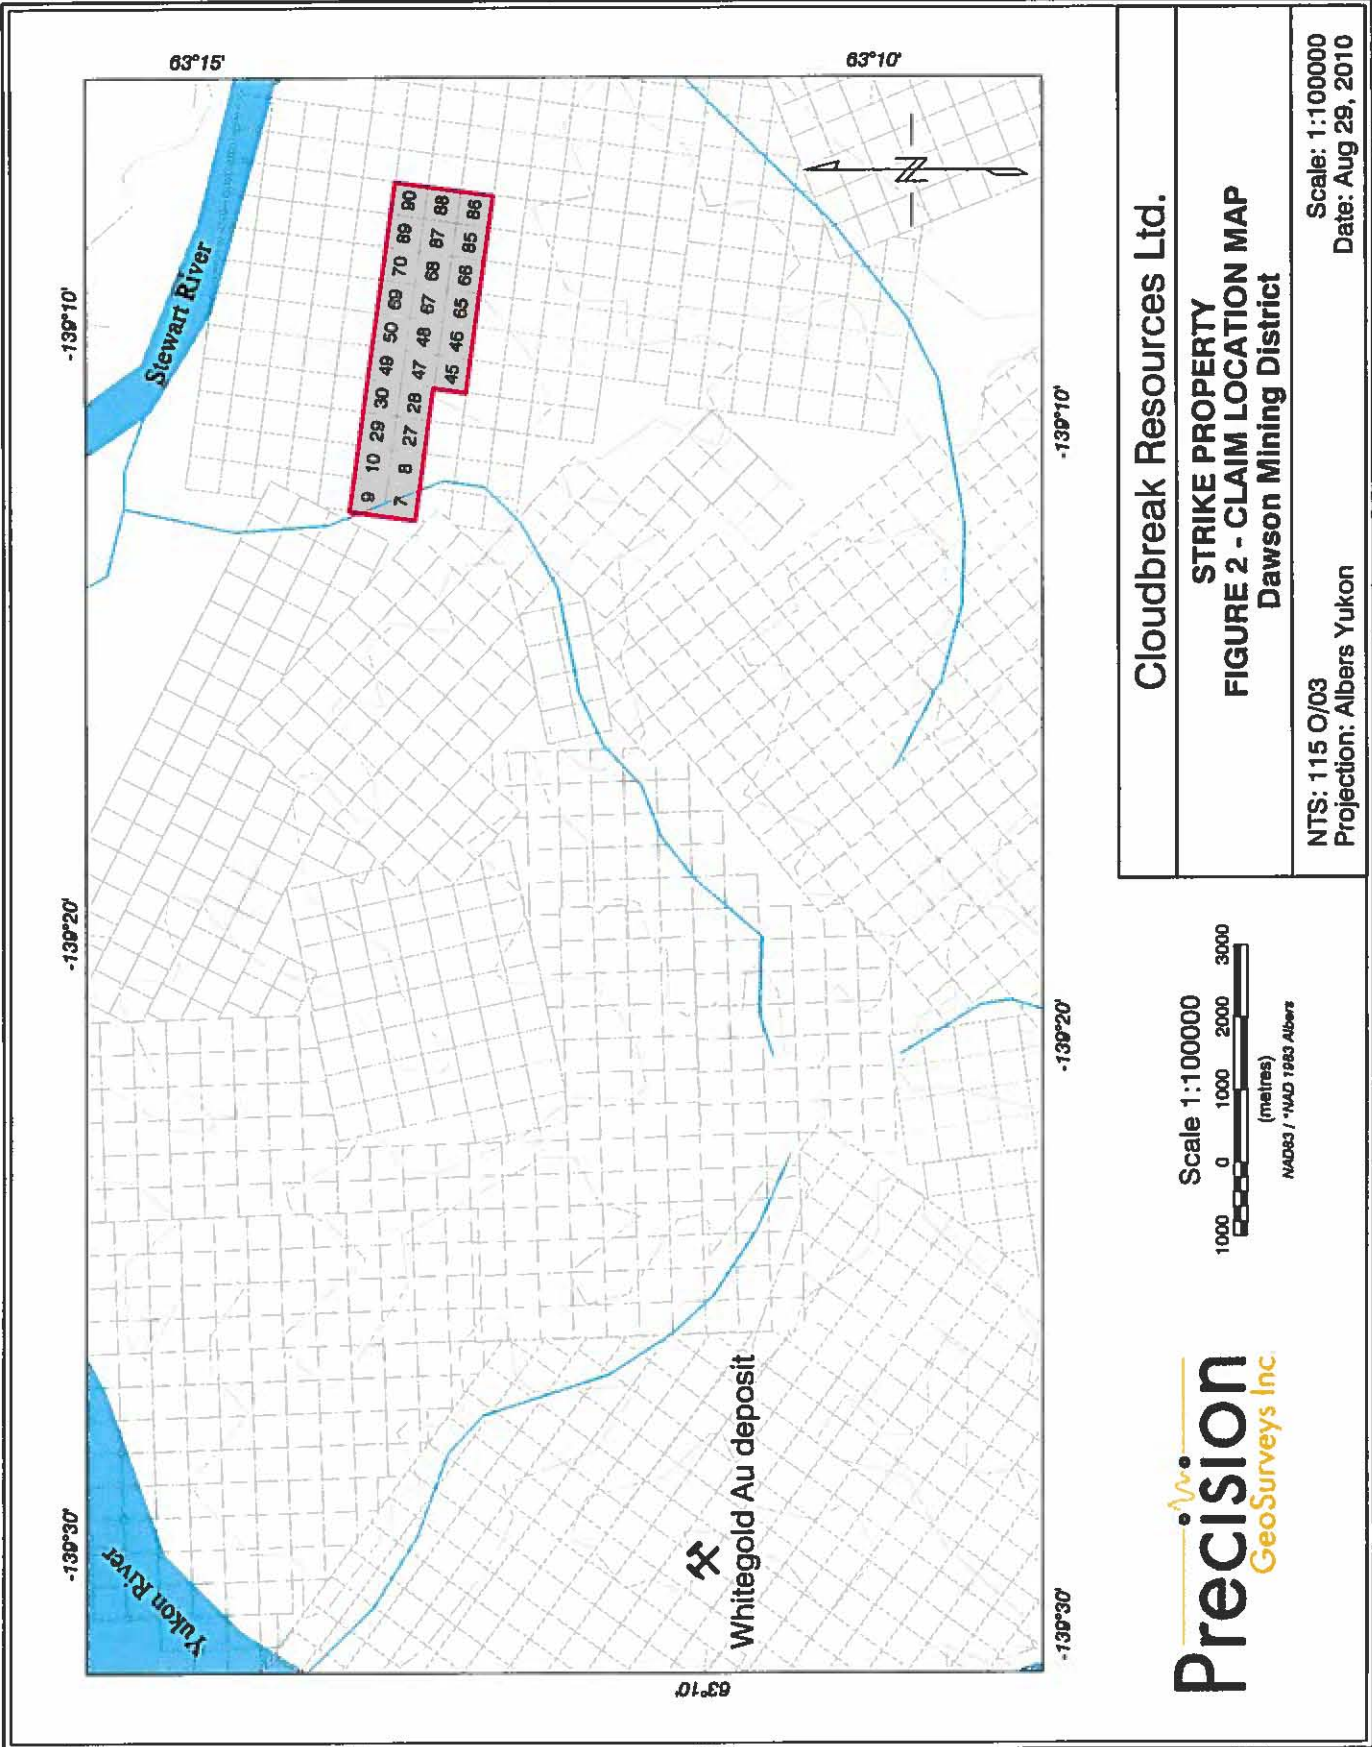 -139°30'
-139°20'
-139°10'
63°15'
Yukon River
Stewart River
9 10 29 30 49 50 69 70 89 90
7 8 27 28 47 48 67 68 87 88
45 46 65 66 85 86
Whitegold Au deposit
N
63°10'
63°10'
-139°30'
-139°20'
-139°10'
Precision
GeoSurveys Inc.
Scale 1:100000
1000 0 1000 2000 3000
(metres)
NAD83 / *NAD 1983 Albers
Cloudbreak Resources Ltd.
STRIKE PROPERTY
FIGURE 2 - CLAIM LOCATION MAP
Dawson Mining District
NTS: 115 O/03
Scale: 1:100000
Projection: Albers Yukon
Date: Aug 29, 2010